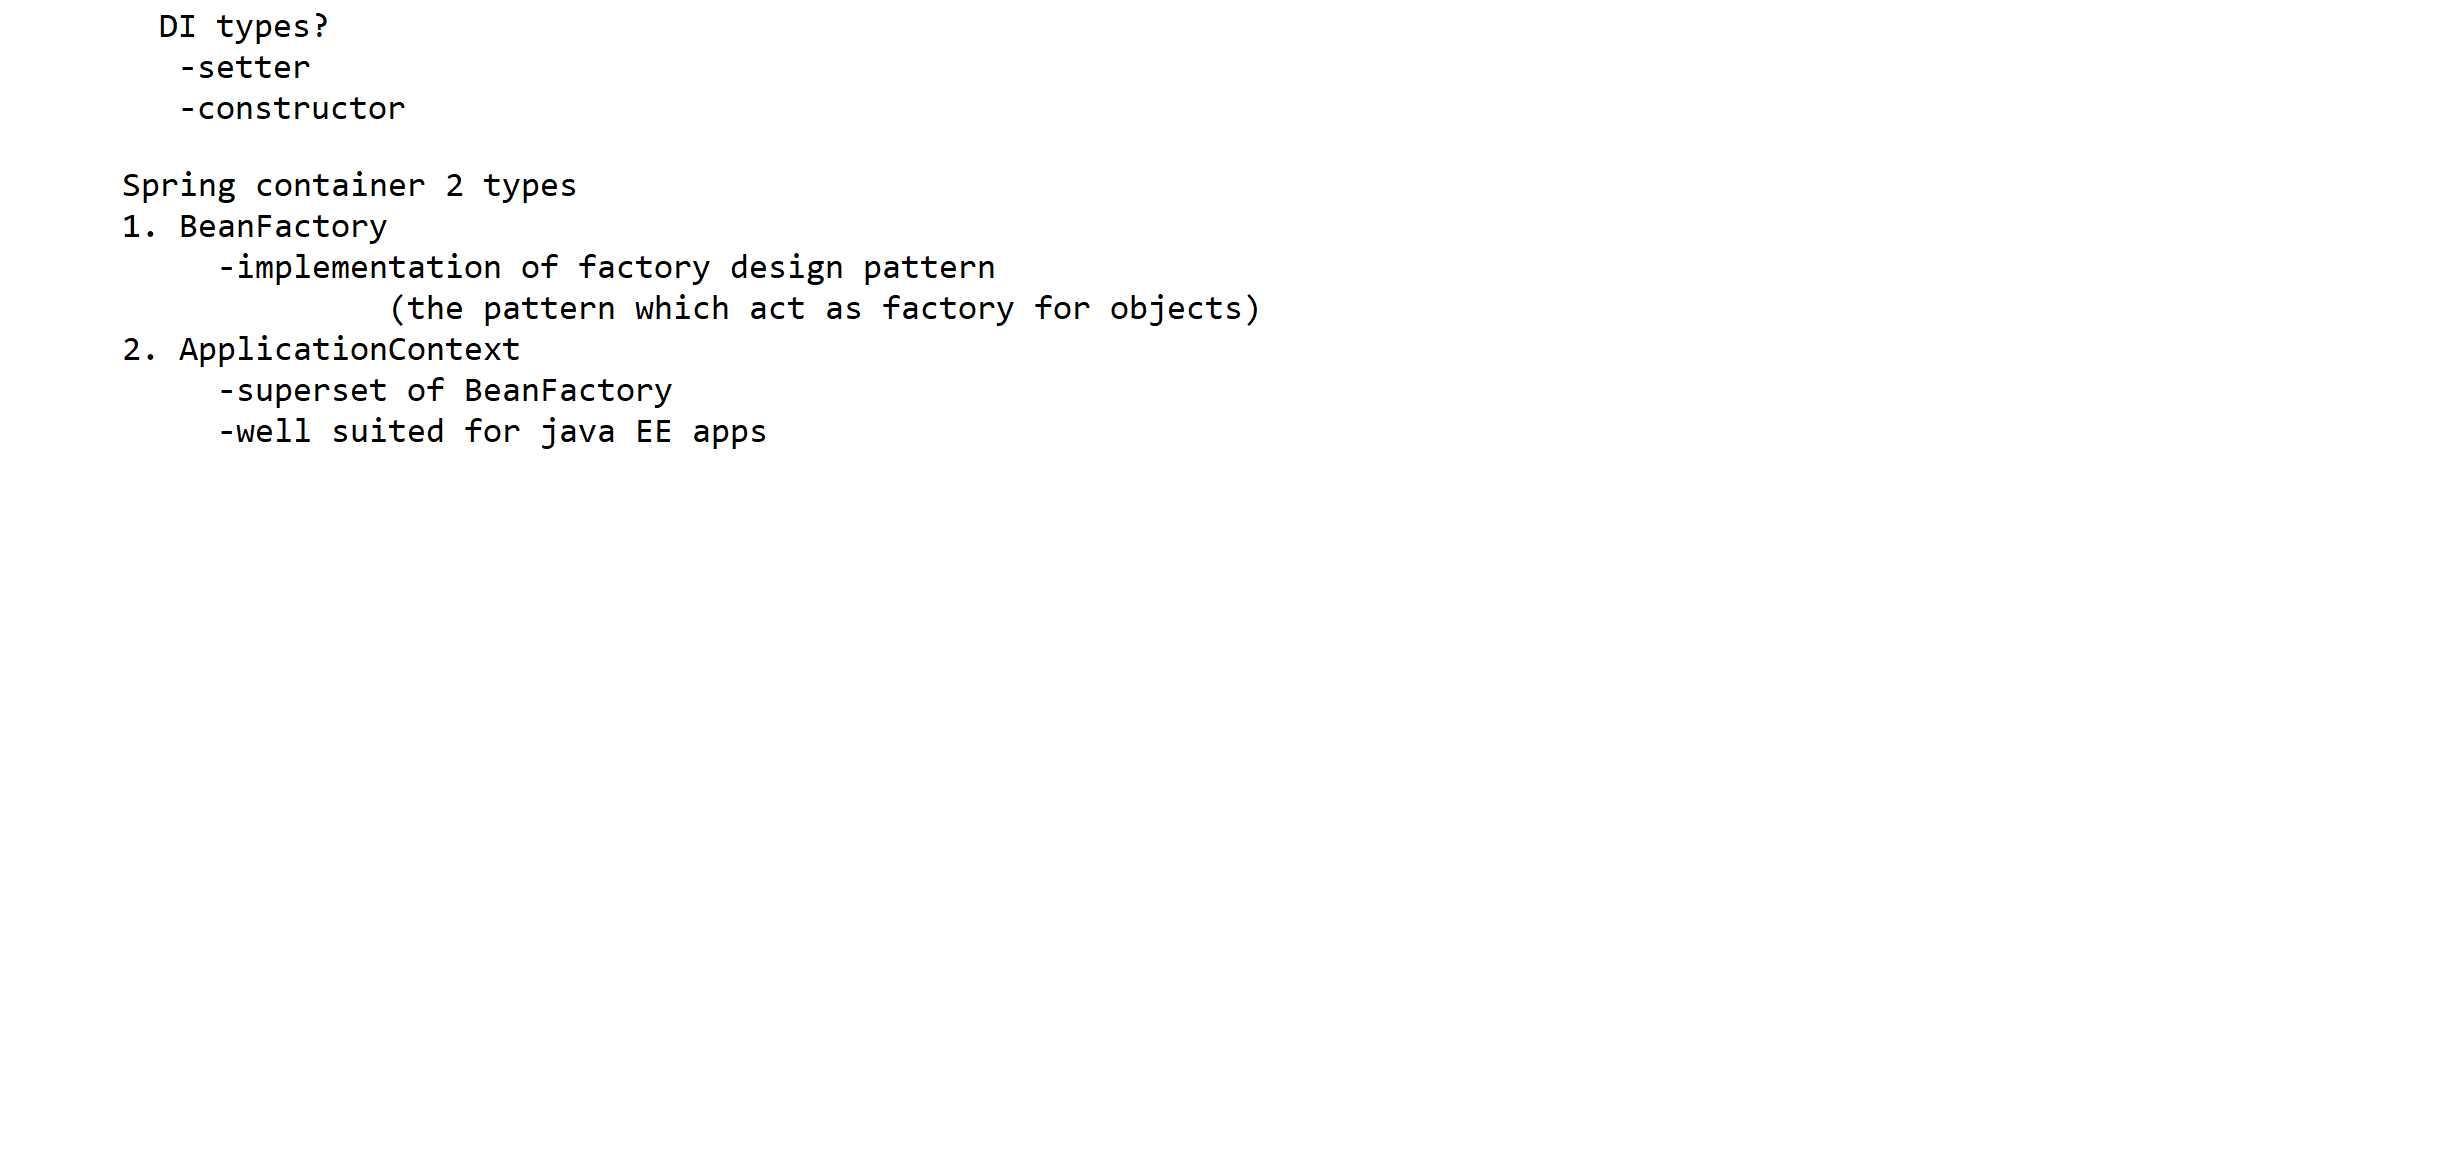 DI types?
-setter
-constructor
Spring container 2 types
1. BeanFactory
-implementation of factory design pattern
(the pattern which act as factory for objects)
2. ApplicationContext
-superset of BeanFactory
-well suited for java EE apps